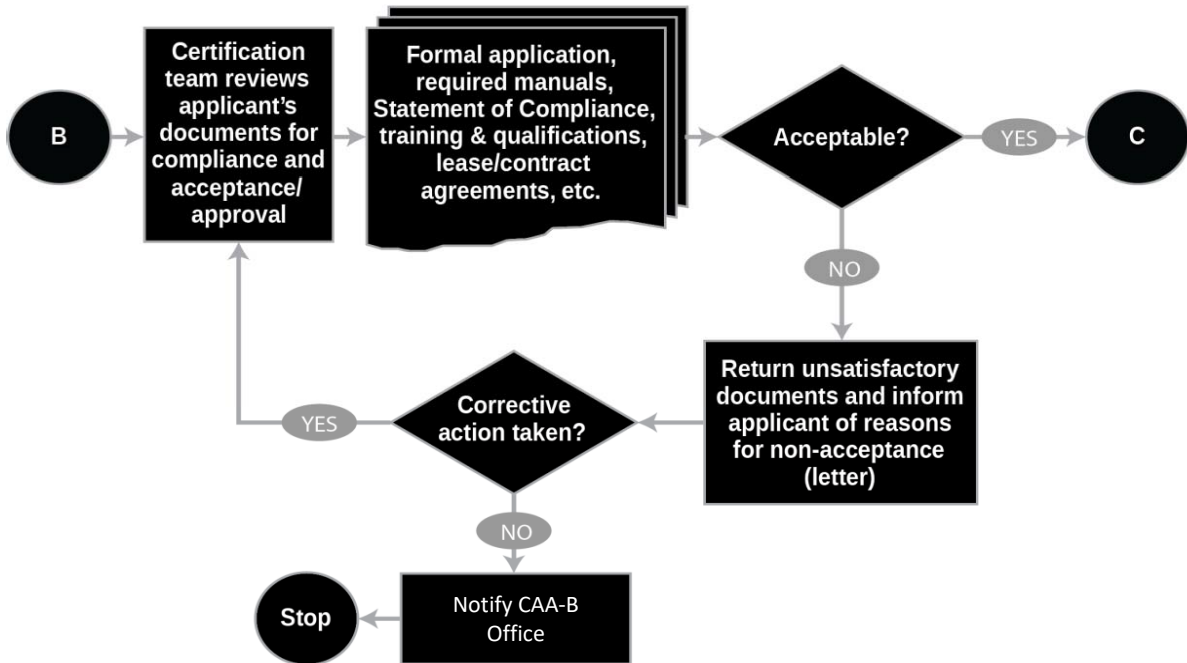 B
Certification
team reviews
applicant's
documents for
compliance and
acceptance/
approval
Formal application,
required manuals,
Statement of Compliance,
training & qualifications,
lease/contract
agreements, etc.
Acceptable?
YES
C
NO
Return unsatisfactory
documents and inform
applicant of reasons
for non-acceptance
(letter)
Corrective
action taken?
YES
NO
Notify CAA-B
Office
Stop